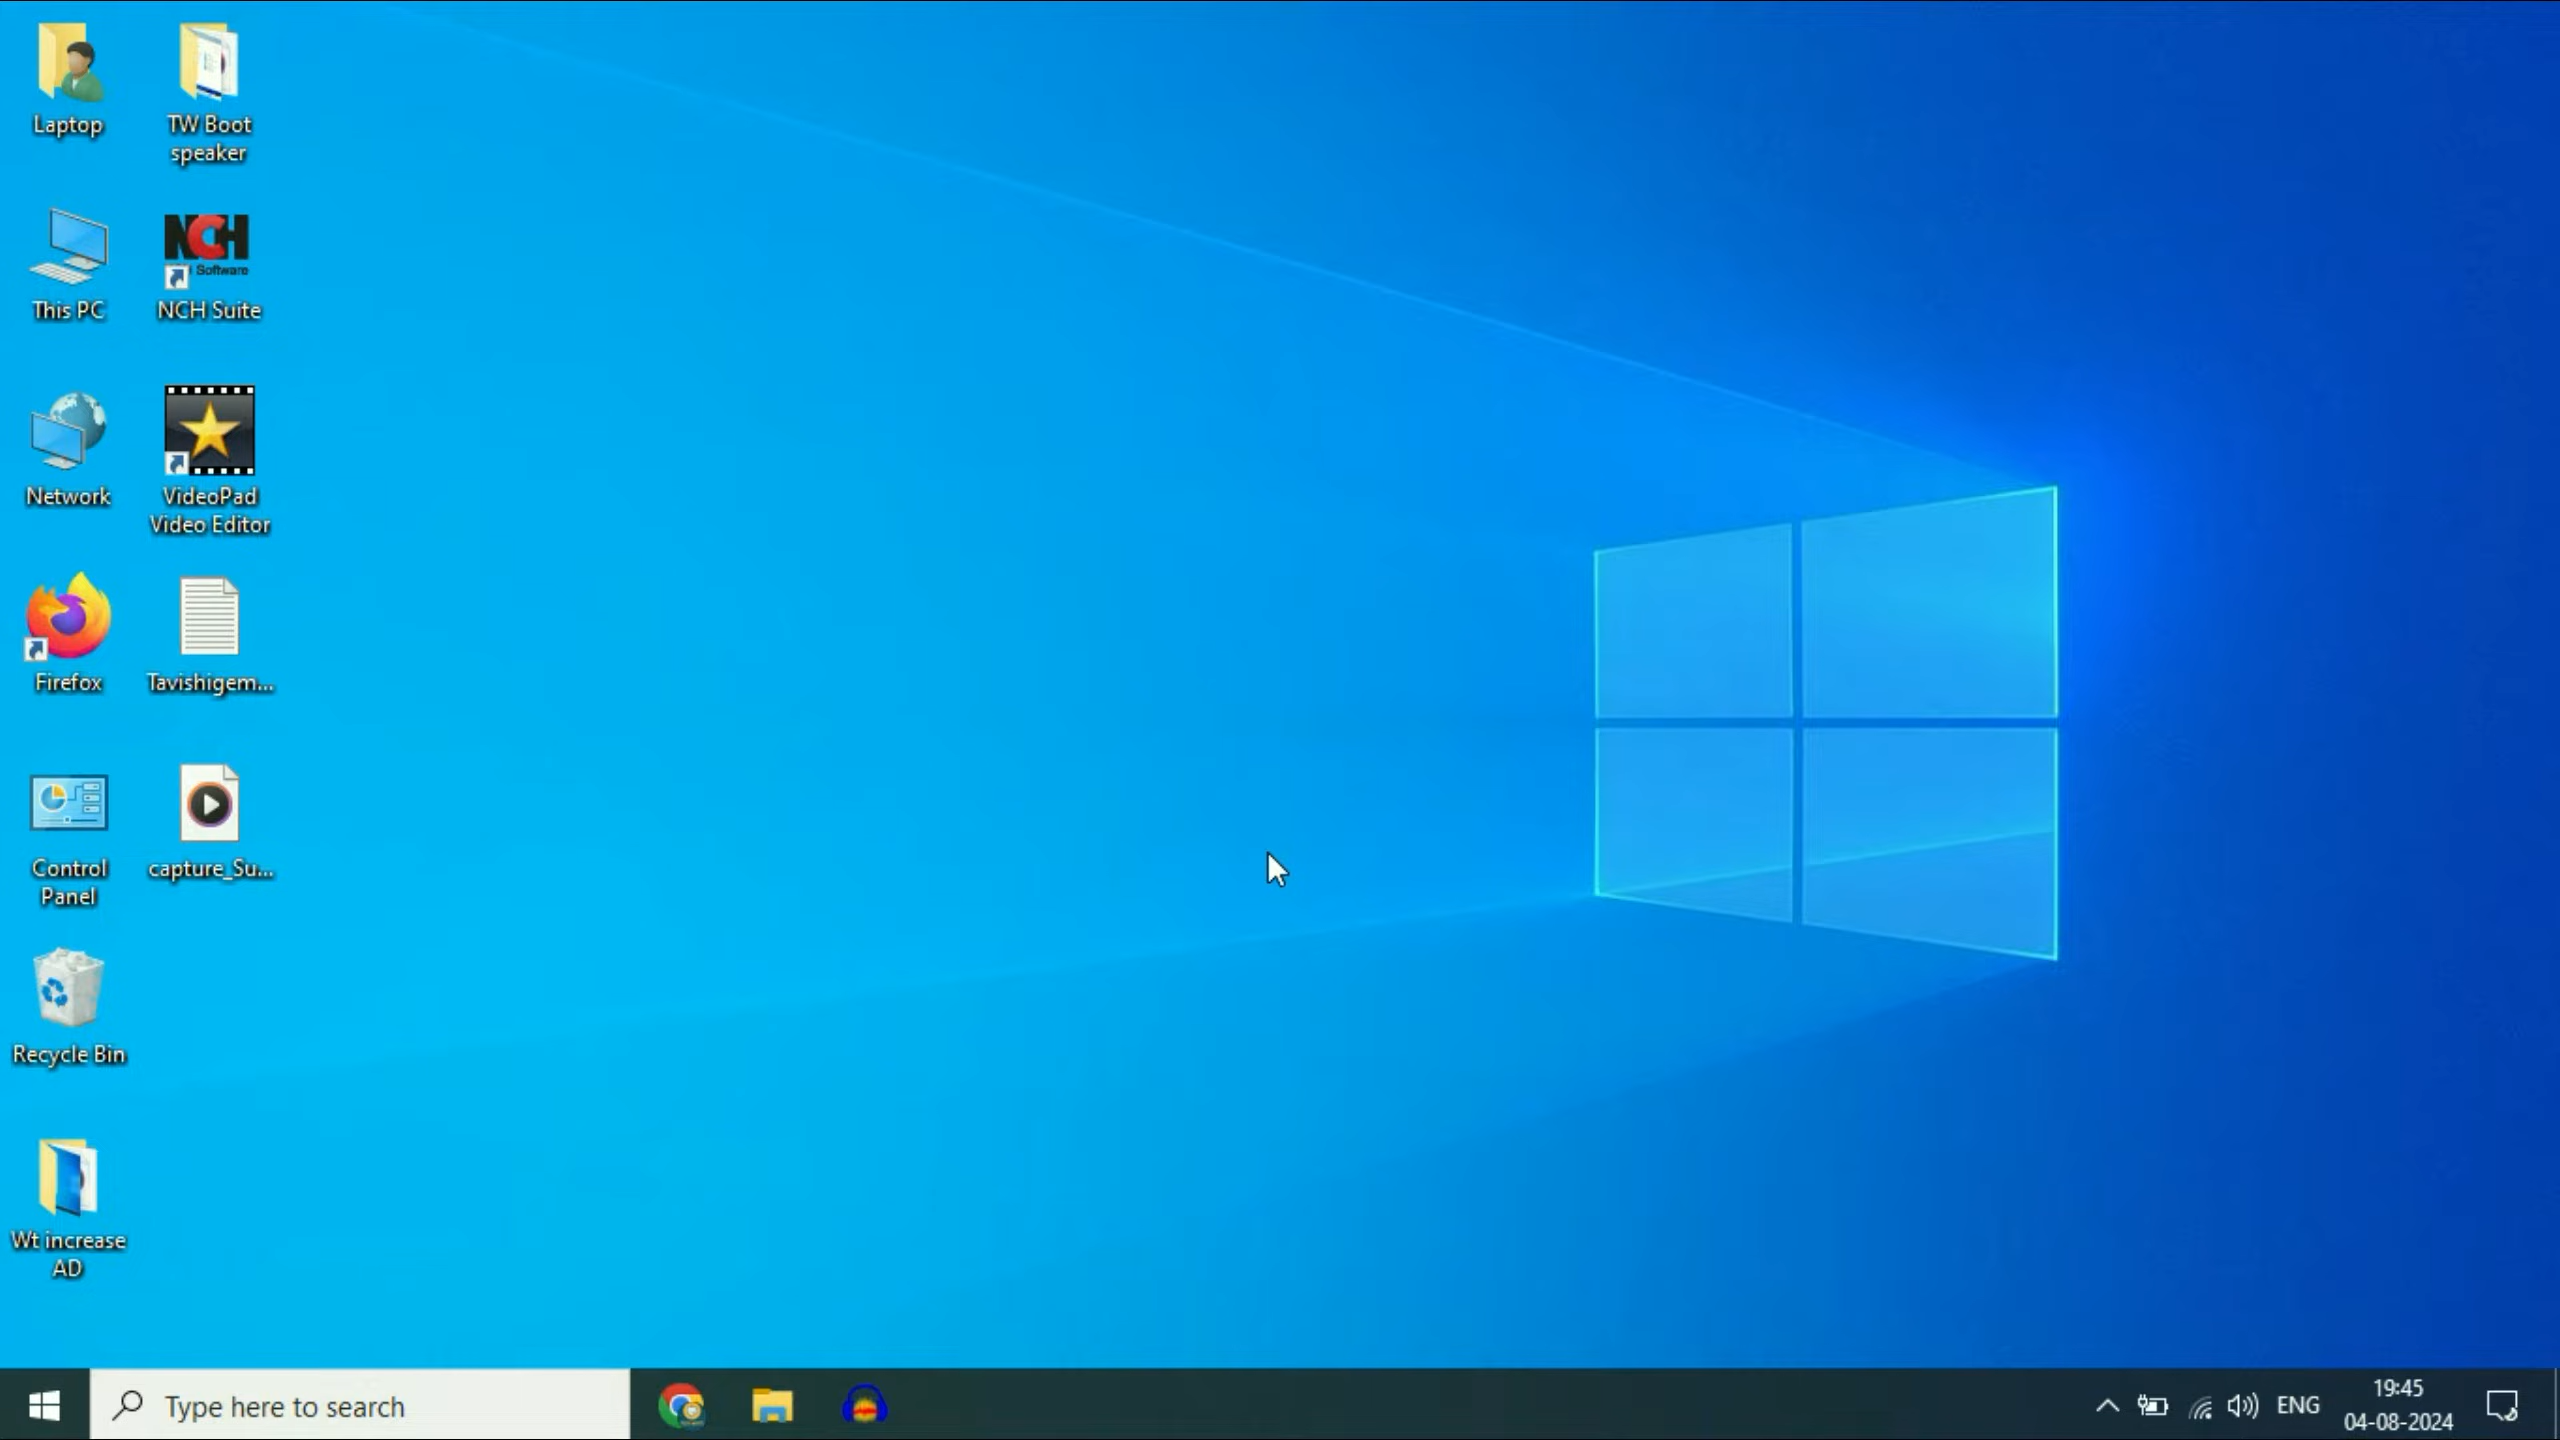 Laptop
TW Boot
speaker
This PC
NCH
Software
NCH Suite
Network
VideoPad
Video Editor
Firefox
Tavishigem...
Control
Panel
capture_Su...
Recycle Bin
Wt increase
AD
Type here to search
ENG
19:45
04-08-2024